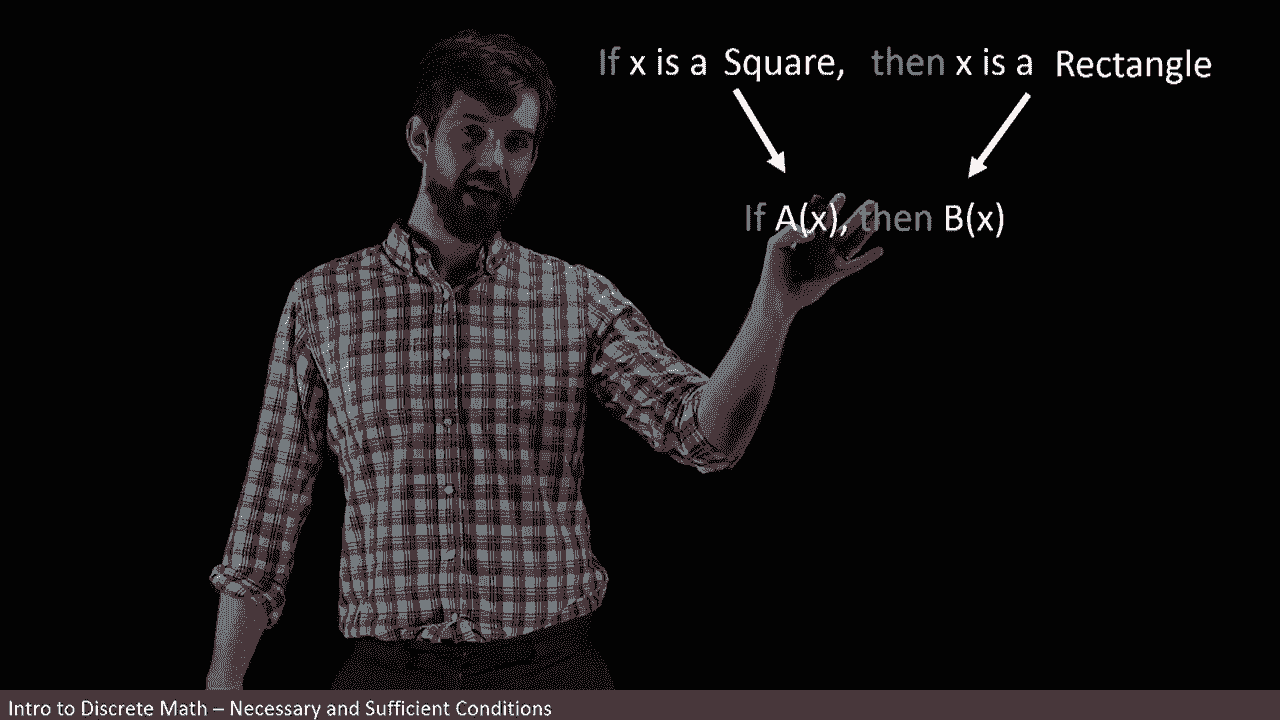 If x is a Square, then x is a Rectangle
If A(x), then B(x)
Intro to Discrete Math – Necessary and Sufficient Conditions